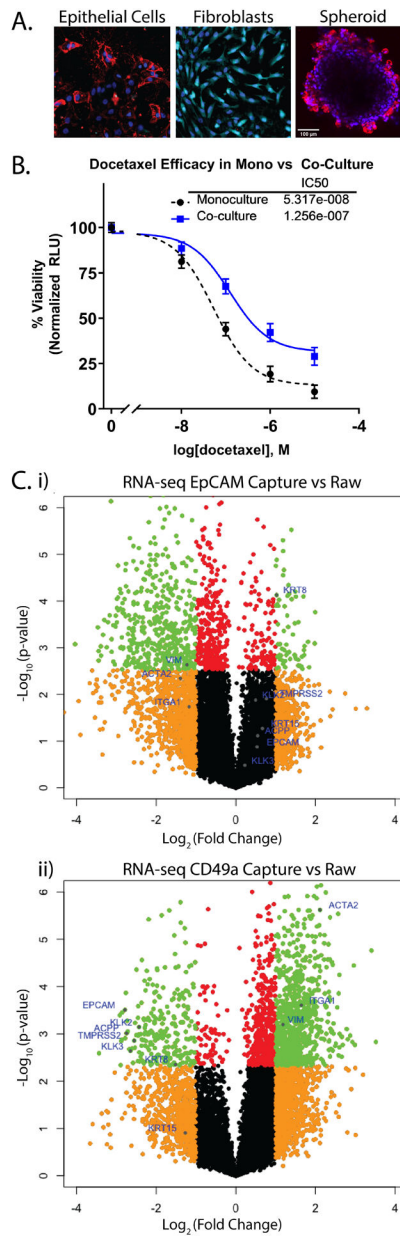 A.
Epithelial Cells
Fibroblasts
Spheroid
100 µm
B.
Docetaxel Efficacy in Mono vs Co-Culture
IC50
Monoculture 5.317e-008
Co-culture 1.256e-007
% Viability
(Normalized RLU)
100
75
50
25
0
0 -8 -6 -4
log[docetaxel], M
C. i)
RNA-seq EpCAM Capture vs Raw
-Log10 (p-value)
6
5
4
3
2
1
0
KRT8
VIM
ACTA2
ITGA1
KLK2
TMPRSS2
KRT15
ACPP
EPCAM
KLK3
-4 -2 0 2 4
Log2 (Fold Change)
ii)
RNA-seq CD49a Capture vs Raw
-Log10 (p-value)
6
5
4
3
2
1
0
ACTA2
EPCAM
ITGA1
KLK2
VIM
ACPP
TMPRSS2
KLK3
KRT8
KRT15
-4 -2 0 2 4
Log2 (Fold Change)